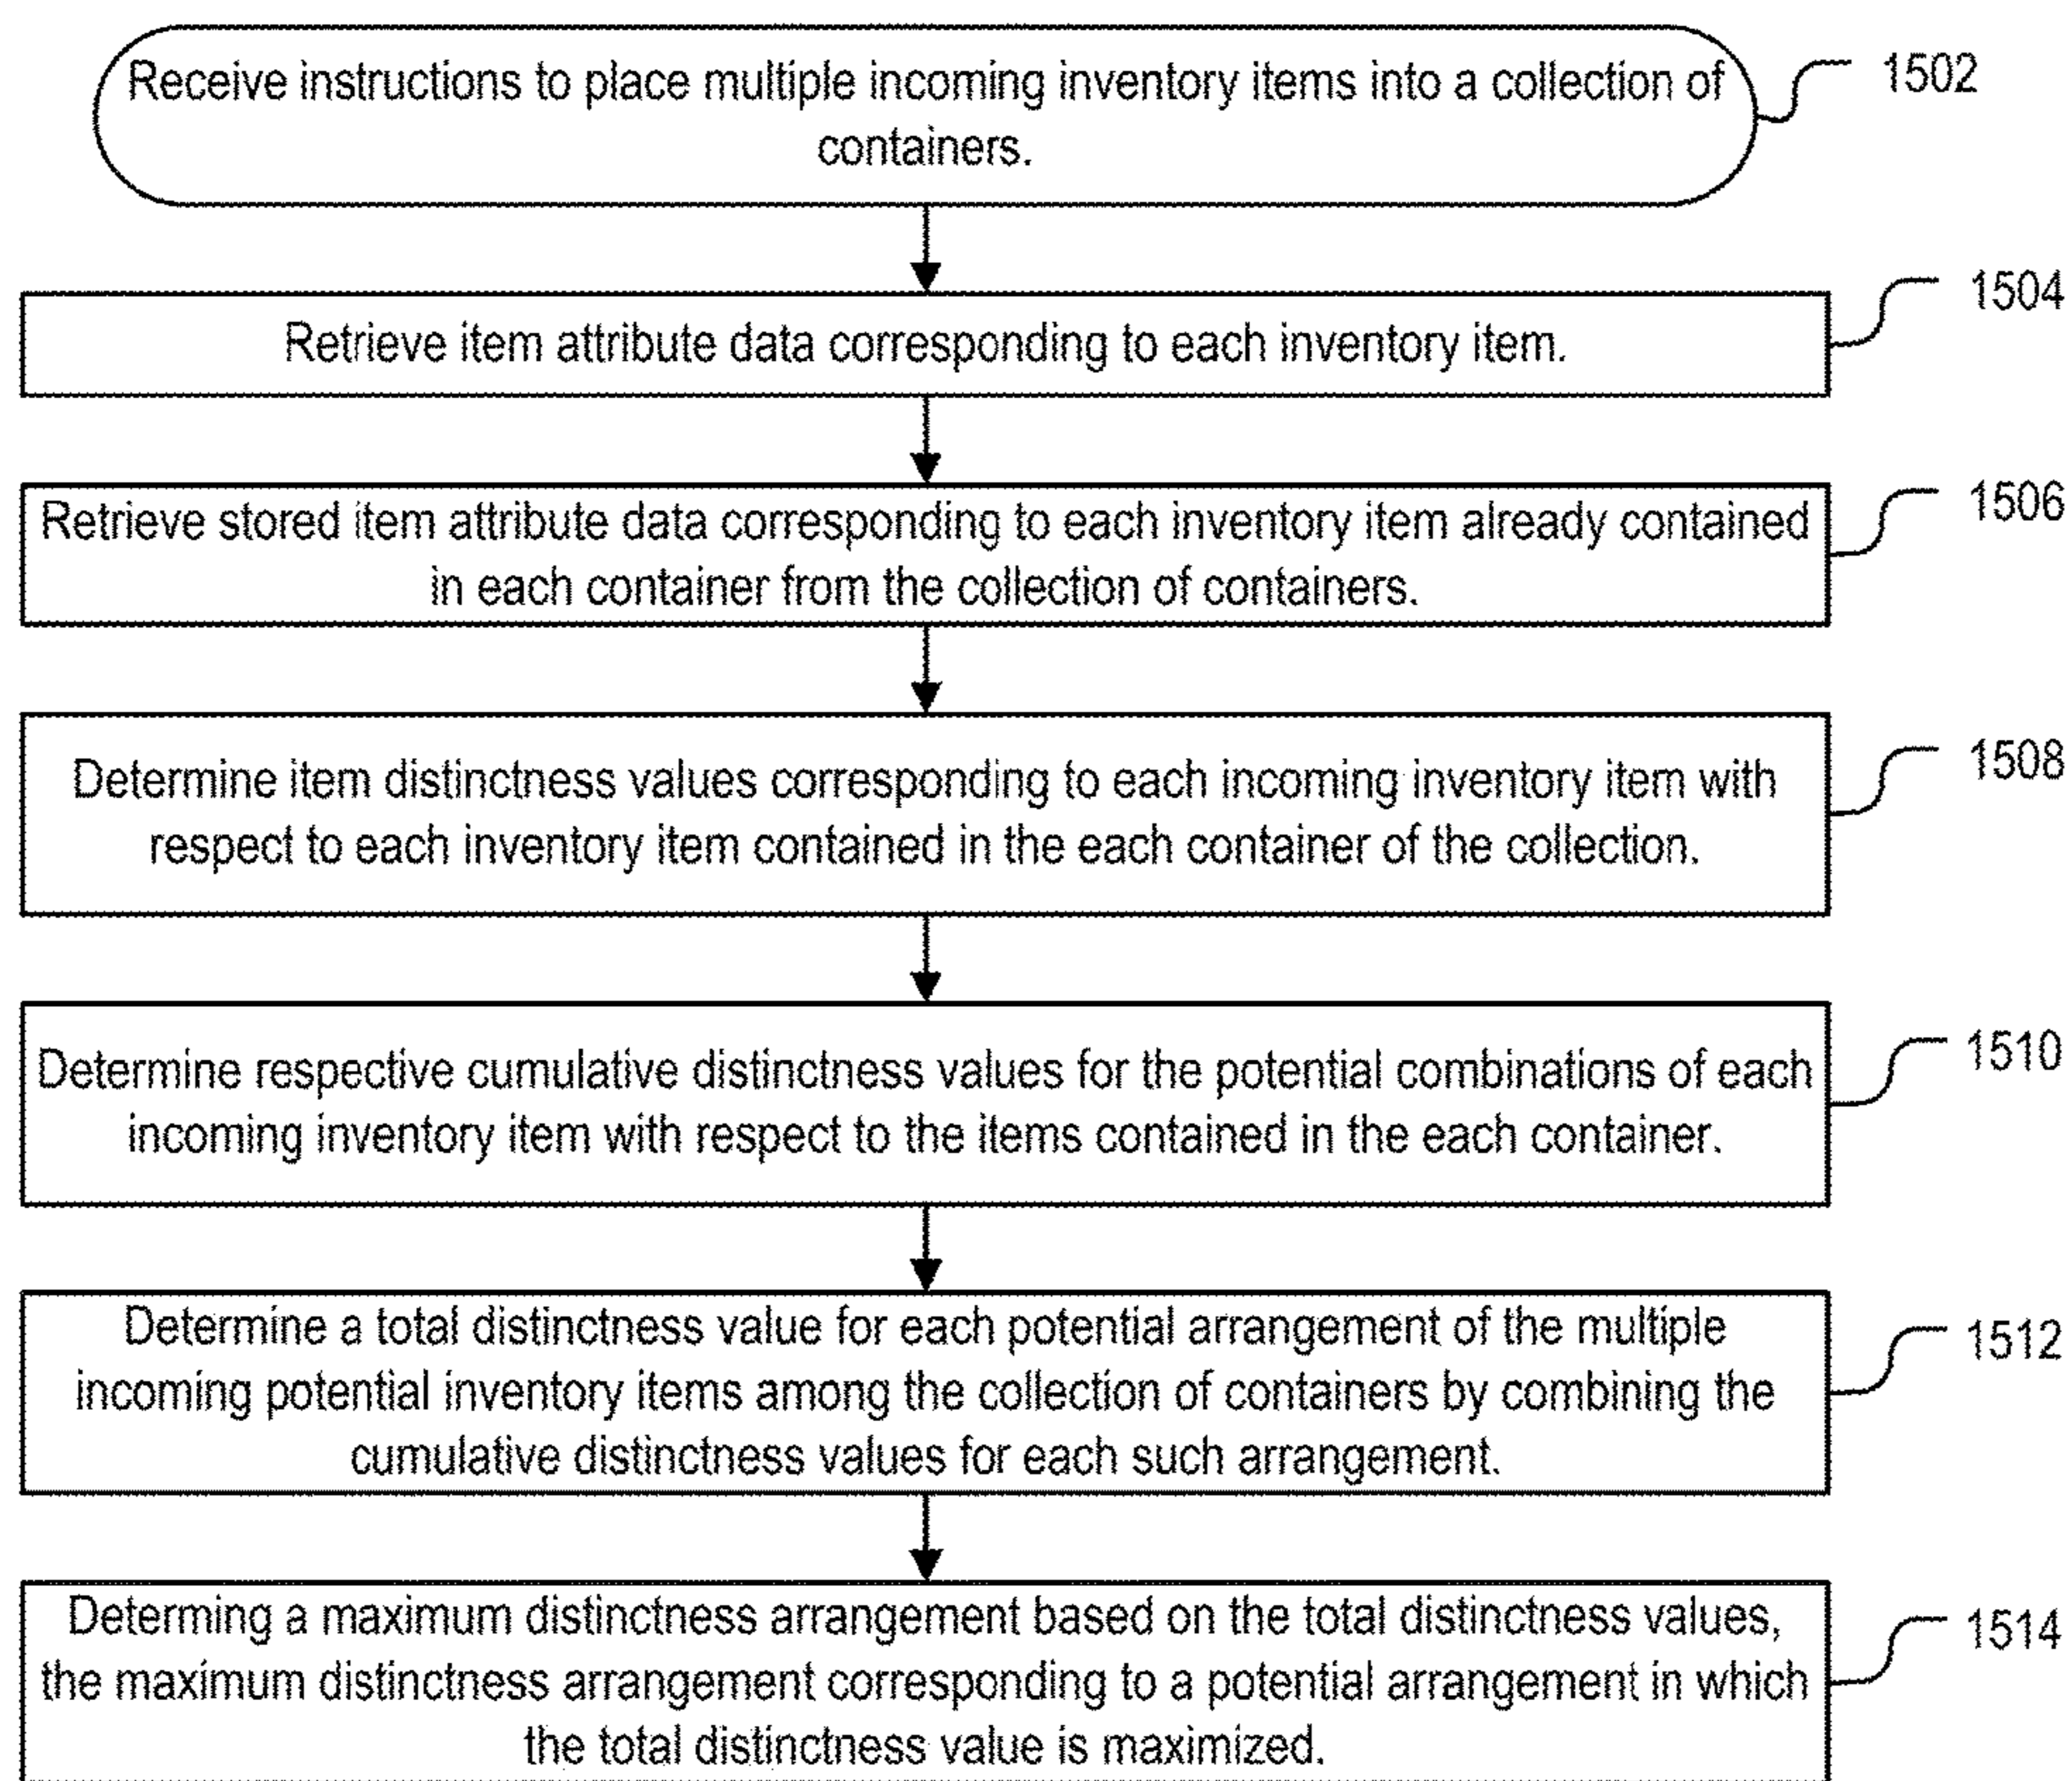 Receive instructions to place multiple incoming inventory items into a collection of
containers.
1502
Retrieve item attribute data corresponding to each inventory item.
1504
Retrieve stored item attribute data corresponding to each inventory item already contained
in each container from the collection of containers.
1506
Determine item distinctness values corresponding to each incoming inventory item with
respect to each inventory item contained in the each container of the collection.
1508
Determine respective cumulative distinctness values for the potential combinations of each
incoming inventory item with respect to the items contained in the each container.
1510
Determine a total distinctness value for each potential arrangement of the multiple
incoming potential inventory items among the collection of containers by combining the
cumulative distinctness values for each such arrangement.
1512
Determing a maximum distinctness arrangement based on the total distinctness values,
the maximum distinctness arrangement corresponding to a potential arrangement in which
the total distinctness value is maximized.
1514